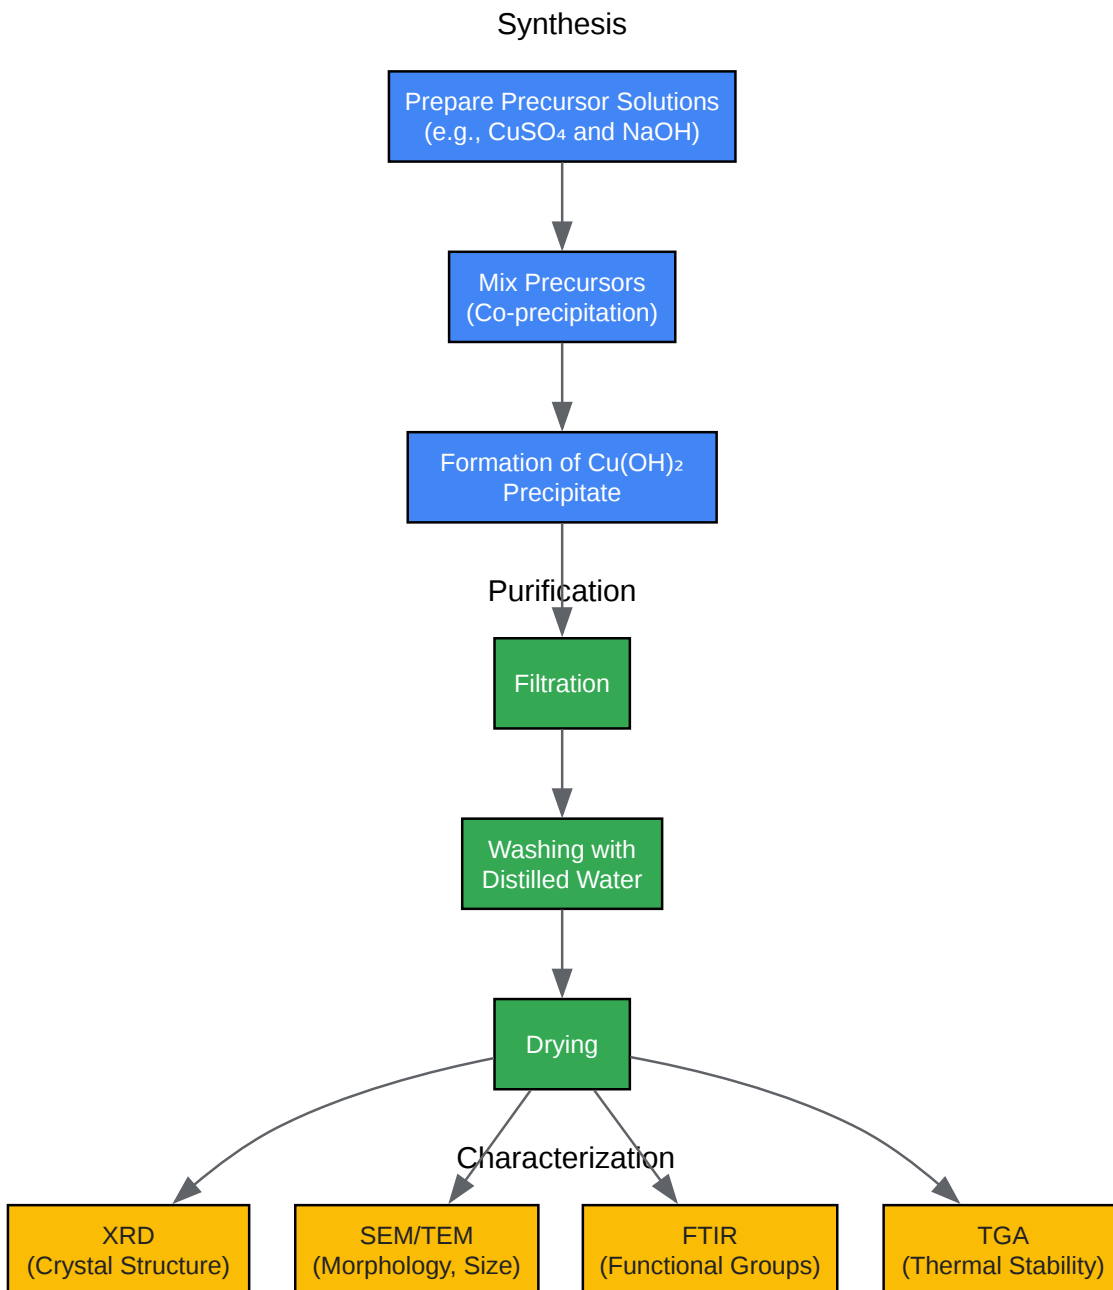 Synthesis
Prepare Precursor Solutions
(e.g., CuSO₄ and NaOH)
Mix Precursors
(Co-precipitation)
Formation of Cu(OH)₂
Precipitate
Purification
Filtration
Washing with
Distilled Water
Drying
Characterization
XRD
(Crystal Structure)
SEM/TEM
(Morphology, Size)
FTIR
(Functional Groups)
TGA
(Thermal Stability)